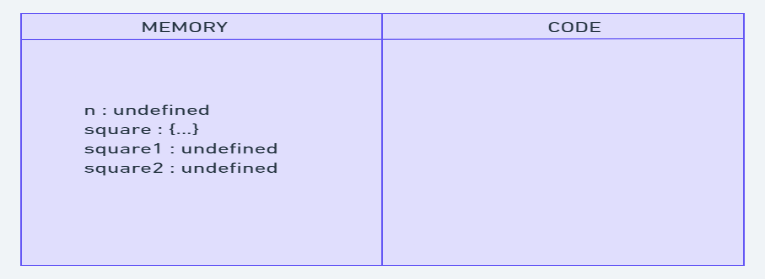 MEMORY
CODE
n : undefined
square : {...}
square1 : undefined
square2 : undefined